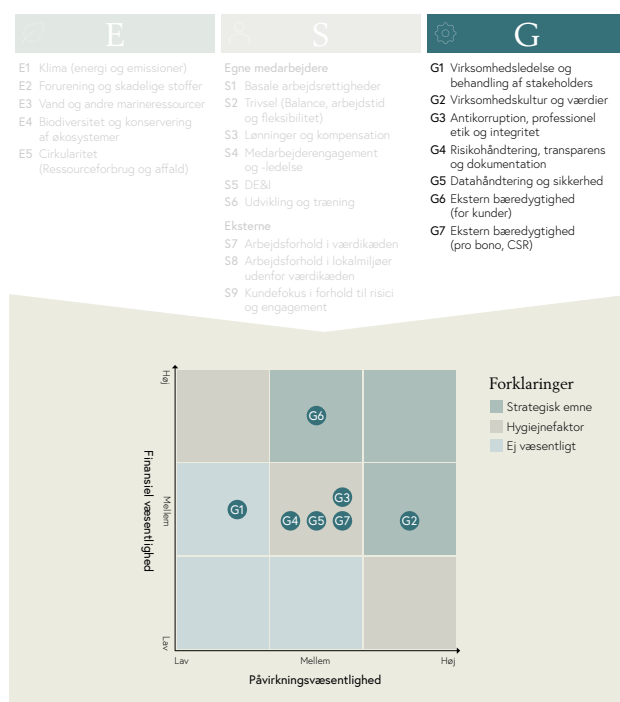 E
E1 Klima (energi og emissioner)
E2 Forurening og skadelige stoffer
E3 Vand og andre marineressourcer
E4 Biodiversitet og konservering
af økosystemer
E5 Cirkularitet
(Ressourceforbrug og affald)
S
Egne medarbejdere
S1 Basale arbejdsrettigheder
S2 Trivsel (Balance, arbejdstid
og fleksibilitet)
S3 Lønninger og kompensation
S4 Medarbejderengagement
og -ledelse
S5 DE&I
S6 Udvikling og træning
Eksterne
S7 Arbejdsforhold i værdikæden
S8 Arbejdsforhold i lokalmiljøer
udenfor værdikæden
S9 Kundefokus i forhold til risici
og engagement
G
G1 Virksomhedsledelse og
behandling af stakeholders
G2 Virksomhedskultur og værdier
G3 Antikorruption, professionel
etik og integritet
G4 Risikohåndtering, transparens
og dokumentation
G5 Datahåndtering og sikkerhed
G6 Ekstern bæredygtighed
(for kunder)
G7 Ekstern bæredygtighed
(pro bono, CSR)
Finansiel væsentlighed
Høj
Mellem
Lav
G6
G1
G3
G4 G5 G7
G2
Lav Mellem Høj
Påvirkningsvæsentlighed
Forklaringer
Strategisk emne
Hygiejnefaktor
Ej væsentligt